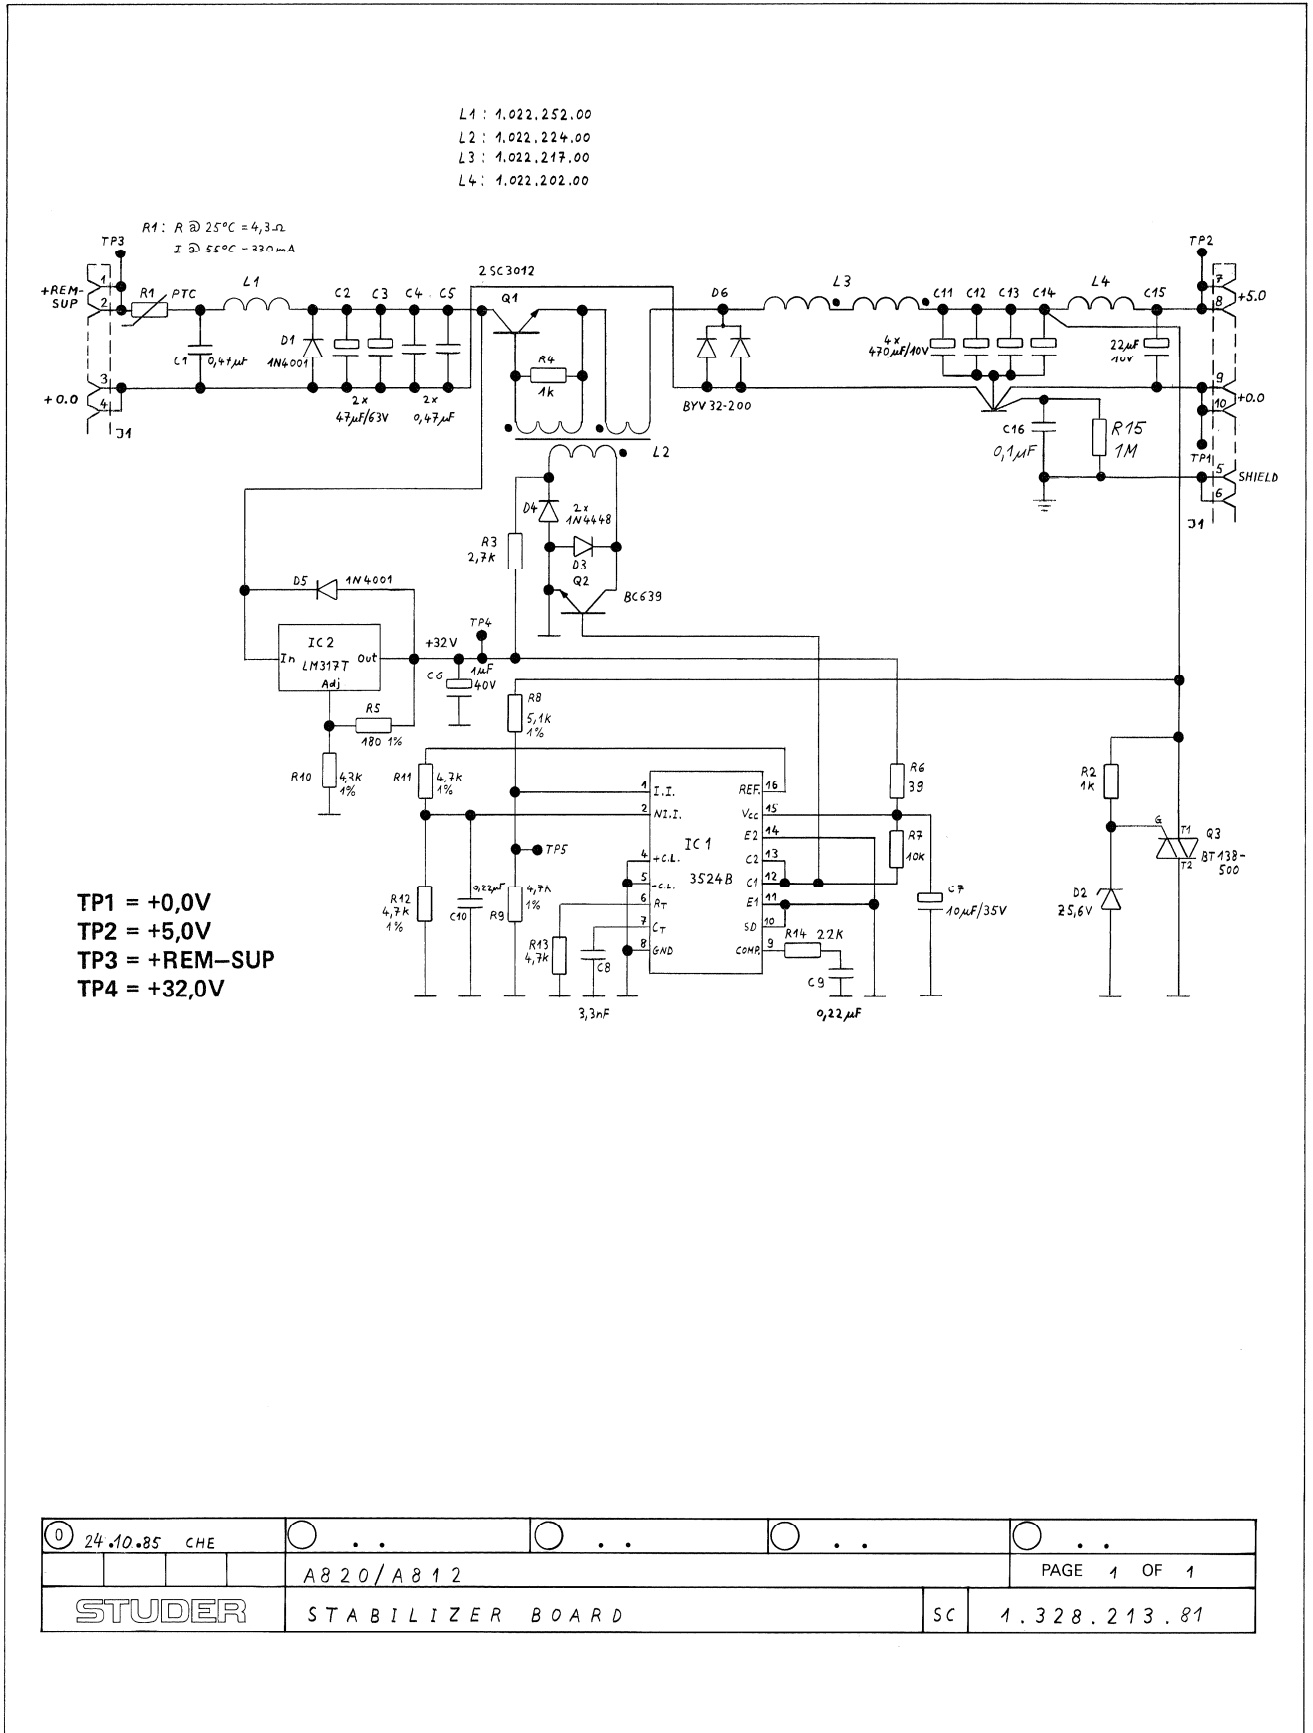 L1 : 1.022.252.00
L2 : 1.022.224.00
L3 : 1.022.217.00
L4 : 1.022.202.00
R1 : R @ 25°C = 4,3Ω
I @ 55°C - 330mA
TP3
+REM-
SUP
1
2
R1
PTC
L1
C1
0,47µF
D1
1N4001
C2
C3
C4
C5
2x
47µF/63V
2x
0,47µF
+0.0
3
4
J1
2SC3012
Q1
R4
1k
L2
D6
BYV 32-200
L3
C11
C12
C13
C14
4x
470µF/10V
L4
C15
22µF
10V
TP2
7
8
+5.0
9
10
+0.0
TP1
5
6
SHIELD
J1
C16
0,1µF
R15
1M
D4
2x
1N4448
D3
Q2
BC639
R3
2,7K
D5
1N4001
IC2
LM317T
In
Out
Adj
+32V
TP4
C6
1µF
40V
R5
180 1%
R10
4,3K
1%
R8
5,1K
1%
R11
4,7K
1%
R12
4,7K
1%
C10
0,22µF
R9
4,7K
1%
TP5
R13
4,7K
C8
3,3nF
IC1
3524B
1 I.I.
2 NI.I.
4 +C.L.
5 -C.L.
6 RT
7 CT
8 GND
REF. 16
Vcc 15
E2 14
C2 13
C1 12
E1 11
SD 10
COMP. 9
R6
39
R7
10K
C7
10µF/35V
R14 22K
C9
0,22µF
R2
1K
D2
Z5,6V
G
T1
T2
Q3
BT138-
500
TP1 = +0,0V
TP2 = +5,0V
TP3 = +REM–SUP
TP4 = +32,0V
0 24.10.85 CHE
A820/A812
PAGE 1 OF 1
STUDER
STABILIZER BOARD
SC
1.328.213.81